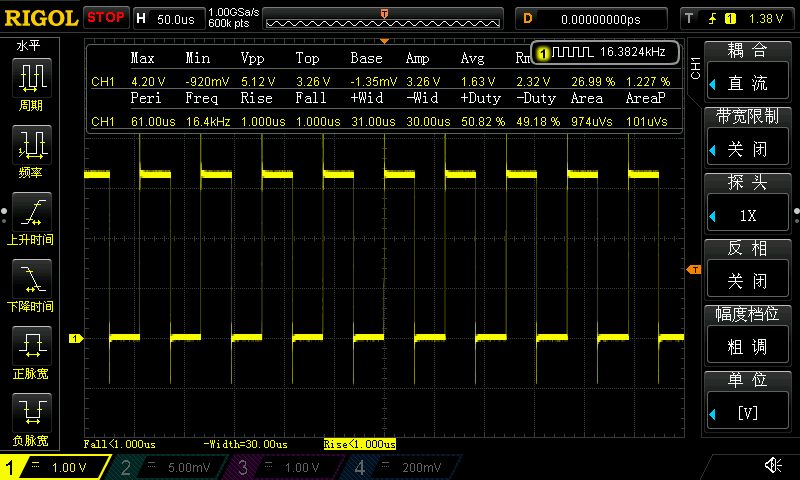 RIGOL STOP H 50.0us 1.00GSa/s 600k pts D 0.00000000ps T 1 1.38 V
水平
周期
频率
上升时间
下降时间
正脉宽
负脉宽
1 16.3824kHz
Max Min Vpp Top Base Amp Avg
CH1 4.20 V -920mV 5.12 V 3.26 V -1.35mV 3.26 V 1.63 V 2.32 V 26.99 % 1.227 %
Peri Freq Rise Fall +Wid -Wid +Duty -Duty Area AreaP
CH1 61.00us 16.4kHz 1.000us 1.000us 31.00us 30.00us 50.82 % 49.18 % 974uVs 101uVs
T
1
Fall<1.000us -Width=30.00us Rise<1.000us
CH1
耦合
直流
带宽限制
关闭
探头
1X
反相
关闭
幅度档位
粗调
单位
[V]
1 1.00 V 2 5.00mV 3 1.00 V 4 200mV